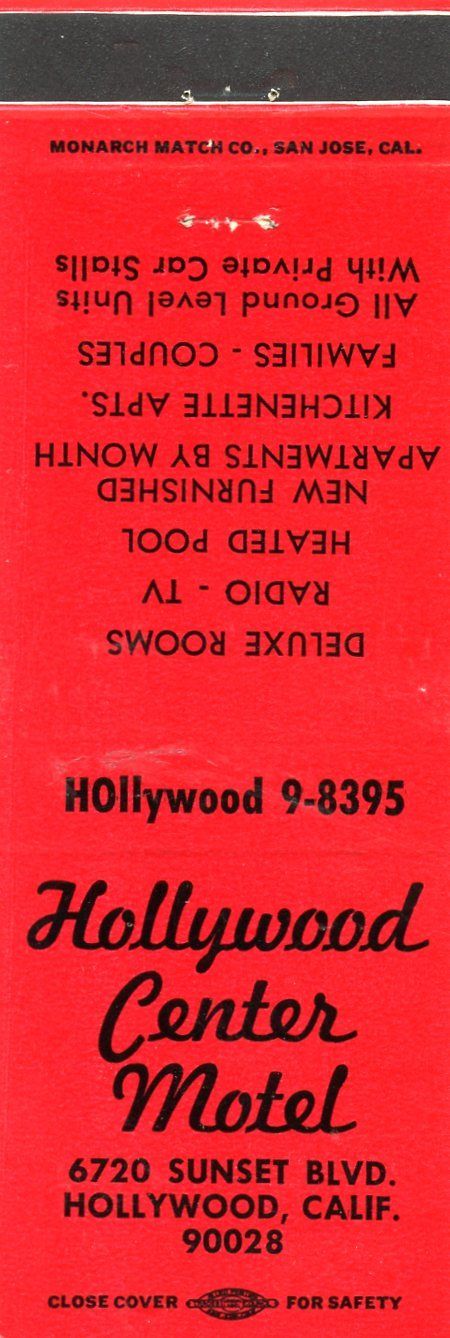 MONARCH MATCH CO., SAN JOSE, CAL.
DELUXE ROOMS
RADIO - TV
HEATED POOL
NEW FURNISHED
APARTMENTS BY MONTH
KITCHENETTE APTS.
FAMILIES - COUPLES
All Ground Level Units
With Private Car Stalls
HOllywood 9-8395
Hollywood
Center
Motel
6720 SUNSET BLVD.
HOLLYWOOD, CALIF.
90028
CLOSE COVER FOR SAFETY